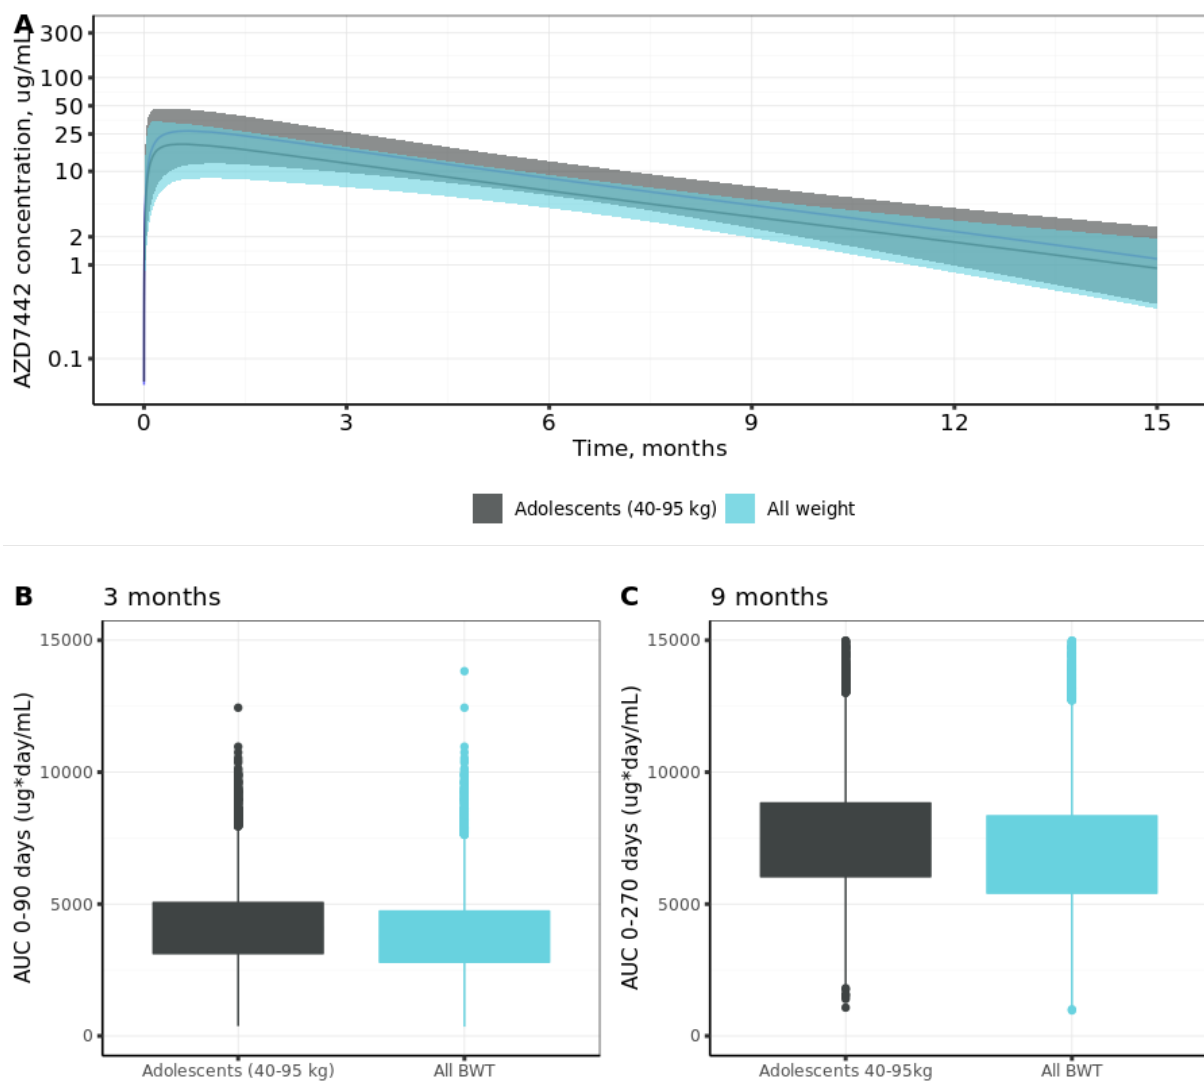 A
AZD7442 concentration, ug/mL
300
100
50
25
10
2
1
0.1
0 3 6 9 12 15
Time, months
Adolescents (40-95 kg) All weight
B 3 months
AUC 0-90 days (ug*day/mL)
15000
10000
5000
0
Adolescents (40-95 kg) All BWT
C 9 months
AUC 0-270 days (ug*day/mL)
15000
10000
5000
0
Adolescents 40-95kg All BWT